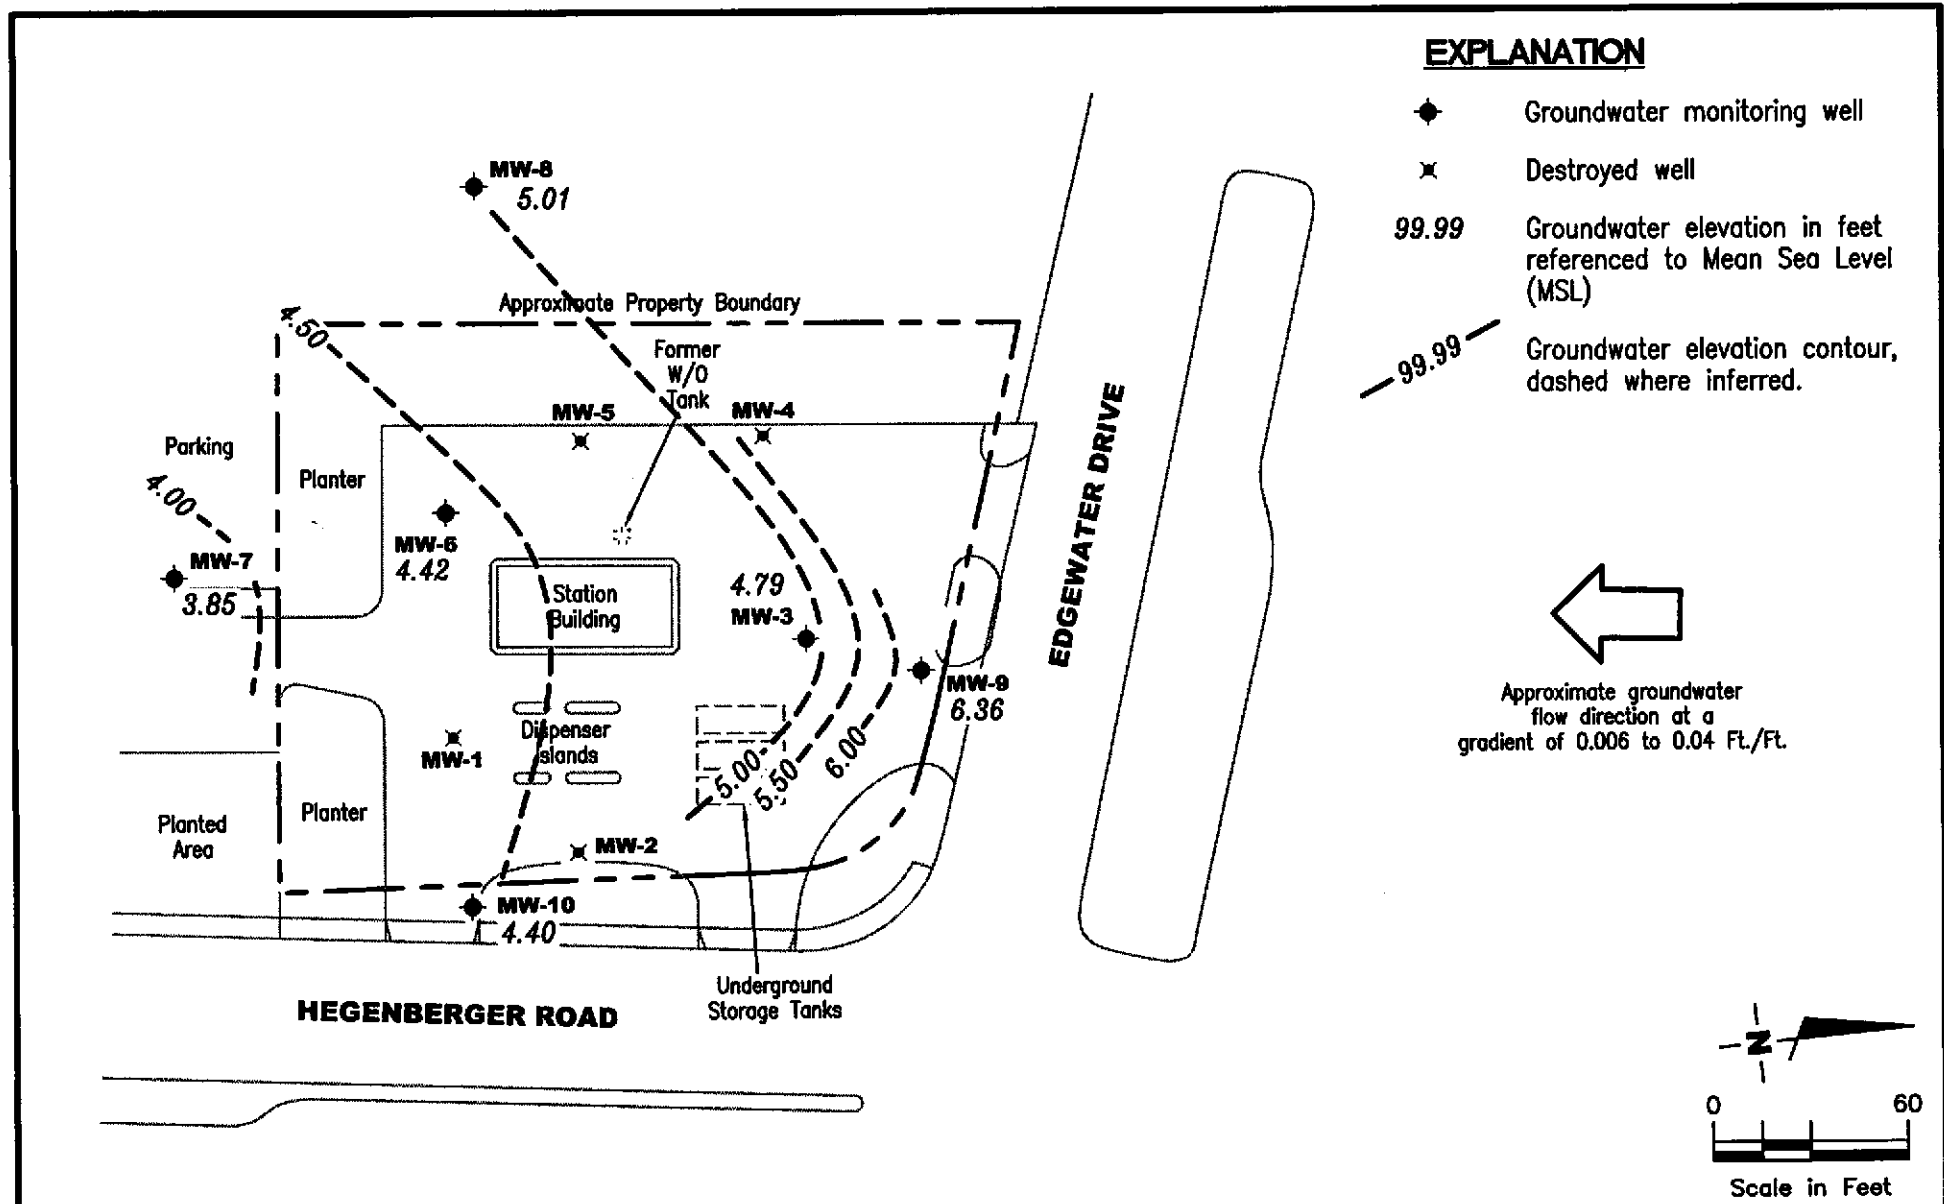 EXPLANATION
Groundwater monitoring well
Destroyed well
99.99
Groundwater elevation in feet
referenced to Mean Sea Level
(MSL)
99.99
Groundwater elevation contour,
dashed where inferred.
MW-8
5.01
Approximate Property Boundary
4.50
Former
W/O
Tank
MW-5
MW-4
Parking
Planter
4.00
MW-6
4.42
MW-7
3.85
Station
Building
4.79
MW-3
EDGEWATER DRIVE
MW-9
6.36
MW-1
Dispenser
Islands
5.00
5.50
6.00
Planted
Area
Planter
MW-2
MW-10
4.40
Underground
Storage Tanks
HEGENBERGER ROAD
Approximate groundwater
flow direction at a
gradient of 0.006 to 0.04 Ft./Ft.
N
0 60
Scale in Feet